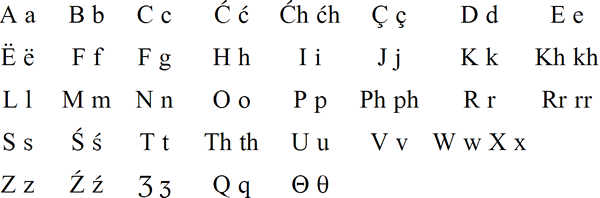 A a B b C c Ć ć Ćh ćh Ç ç D d E e
Ë ë F f F g H h I i J j K k Kh kh
L l M m N n O o P p Ph ph R r Rr rr
S s Ś ś T t Th th U u V v W w X x
Z z Ź ź Ʒ ʒ Q q Θ θ